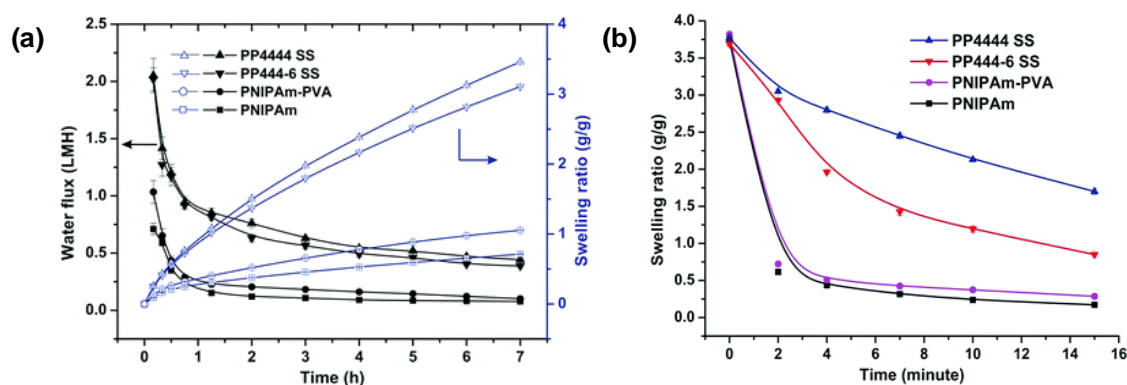 (a)
Water flux (LMH)
2.5
2.0
1.5
1.0
0.5
0.0
PP4444 SS
PP444-6 SS
PNIPAm-PVA
PNIPAm
4
3
2
1
0
Swelling ratio (g/g)
0 1 2 3 4 5 6 7
Time (h)
(b)
Swelling ratio (g/g)
4.0
3.5
3.0
2.5
2.0
1.5
1.0
0.5
0.0
PP4444 SS
PP444-6 SS
PNIPAm-PVA
PNIPAm
0 2 4 6 8 10 12 14 16
Time (minute)